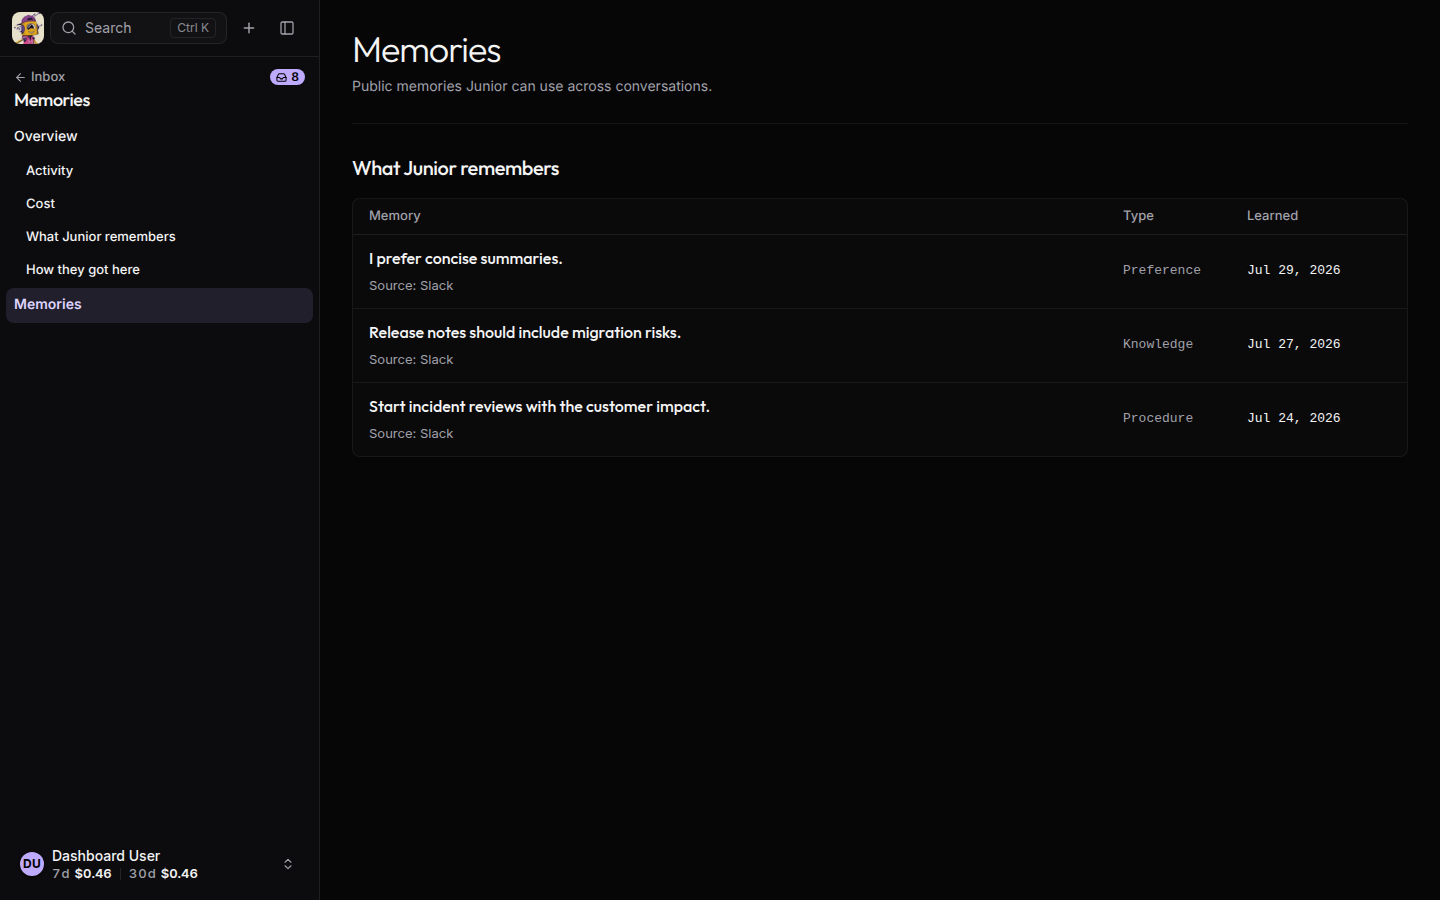 Search Ctrl K
Inbox 8
Memories
Overview
Activity
Cost
What Junior remembers
How they got here
Memories
DU
Dashboard User
7d $0.46 30d $0.46
Memories
Public memories Junior can use across conversations.
What Junior remembers
Memory Type Learned
I prefer concise summaries.
Source: Slack
Preference Jul 29, 2026
Release notes should include migration risks.
Source: Slack
Knowledge Jul 27, 2026
Start incident reviews with the customer impact.
Source: Slack
Procedure Jul 24, 2026